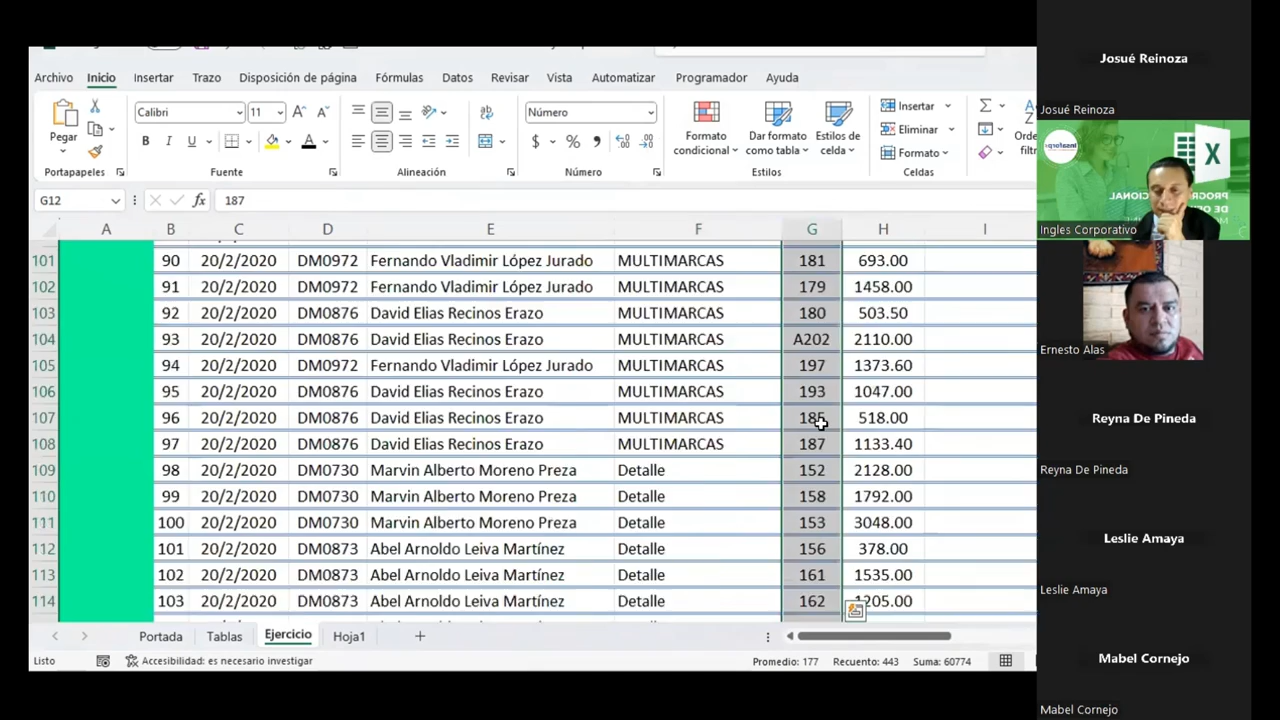 Archivo Inicio Insertar Trazo Disposición de página Fórmulas Datos Revisar Vista Automatizar Programador Ayuda
Pegar
Portapapeles
Calibri 11
N K S
Fuente
Alineación
Número
$ % 000
Número
Formato condicional
Dar formato como tabla
Estilos de celda
Estilos
Insertar
Eliminar
Formato
Celdas
G12 fx 187
A B C D E F G H I
101 90 20/2/2020 DM0972 Fernando Vladimir López Jurado MULTIMARCAS 181 693.00
102 91 20/2/2020 DM0972 Fernando Vladimir López Jurado MULTIMARCAS 179 1458.00
103 92 20/2/2020 DM0876 David Elias Recinos Erazo MULTIMARCAS 180 503.50
104 93 20/2/2020 DM0876 David Elias Recinos Erazo MULTIMARCAS A202 2110.00
105 94 20/2/2020 DM0972 Fernando Vladimir López Jurado MULTIMARCAS 197 1373.60
106 95 20/2/2020 DM0876 David Elias Recinos Erazo MULTIMARCAS 193 1047.00
107 96 20/2/2020 DM0876 David Elias Recinos Erazo MULTIMARCAS 518.00
108 97 20/2/2020 DM0876 David Elias Recinos Erazo MULTIMARCAS 187 1133.40
109 98 20/2/2020 DM0730 Marvin Alberto Moreno Preza Detalle 152 2128.00
110 99 20/2/2020 DM0730 Marvin Alberto Moreno Preza Detalle 158 1792.00
111 100 20/2/2020 DM0730 Marvin Alberto Moreno Preza Detalle 153 3048.00
112 101 20/2/2020 DM0873 Abel Arnoldo Leiva Martínez Detalle 156 378.00
113 102 20/2/2020 DM0873 Abel Arnoldo Leiva Martínez Detalle 161 1535.00
114 103 20/2/2020 DM0873 Abel Arnoldo Leiva Martínez Detalle 162 1205.00
Portada Tablas Ejercicio Hoja1
Listo Accesibilidad: es necesario investigar Promedio: 177 Recuento: 443 Suma: 60774
Josué Reinoza
Josué Reinoza
Ingles Corporativo
Ernesto Alas
Reyna De Pineda
Reyna De Pineda
Leslie Amaya
Leslie Amaya
Mabel Cornejo
Mabel Cornejo